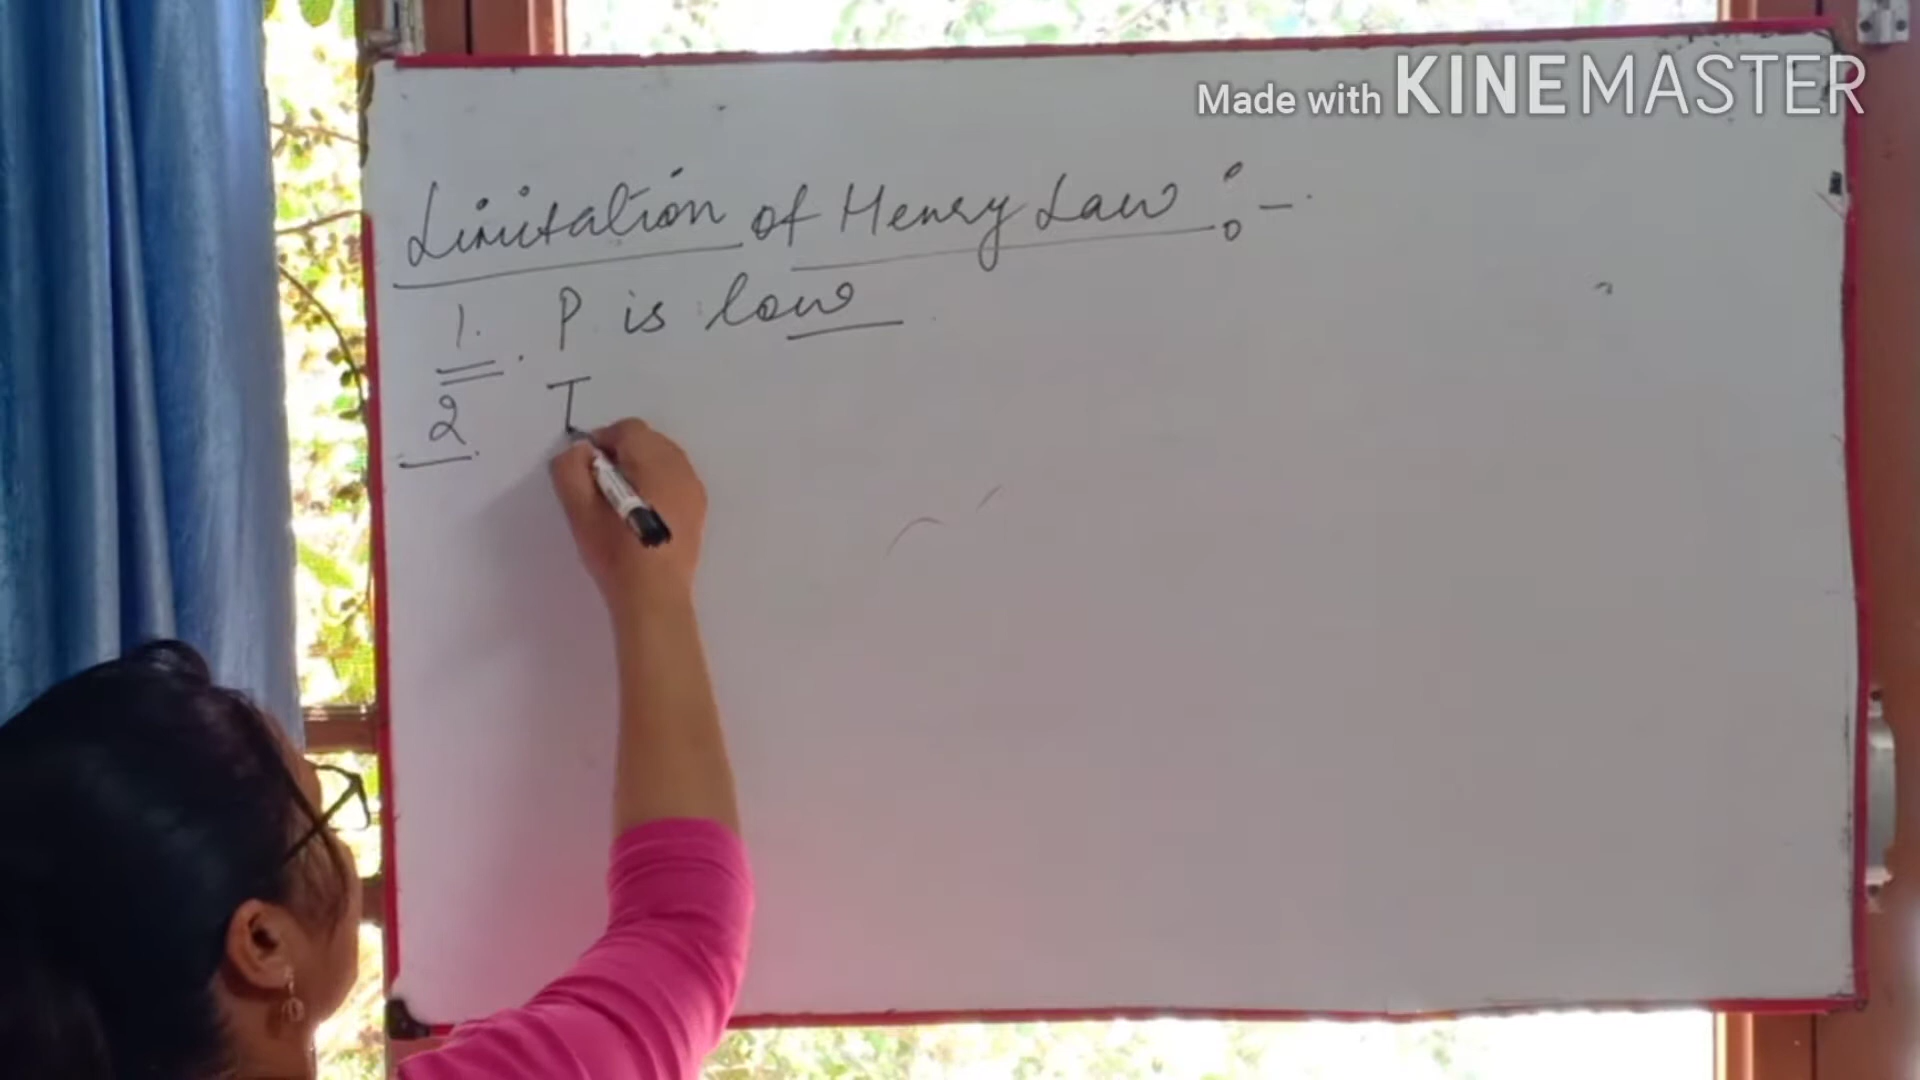 Made with KINEMASTER
Limitation of Henry Law :-
1. P is low
2 T